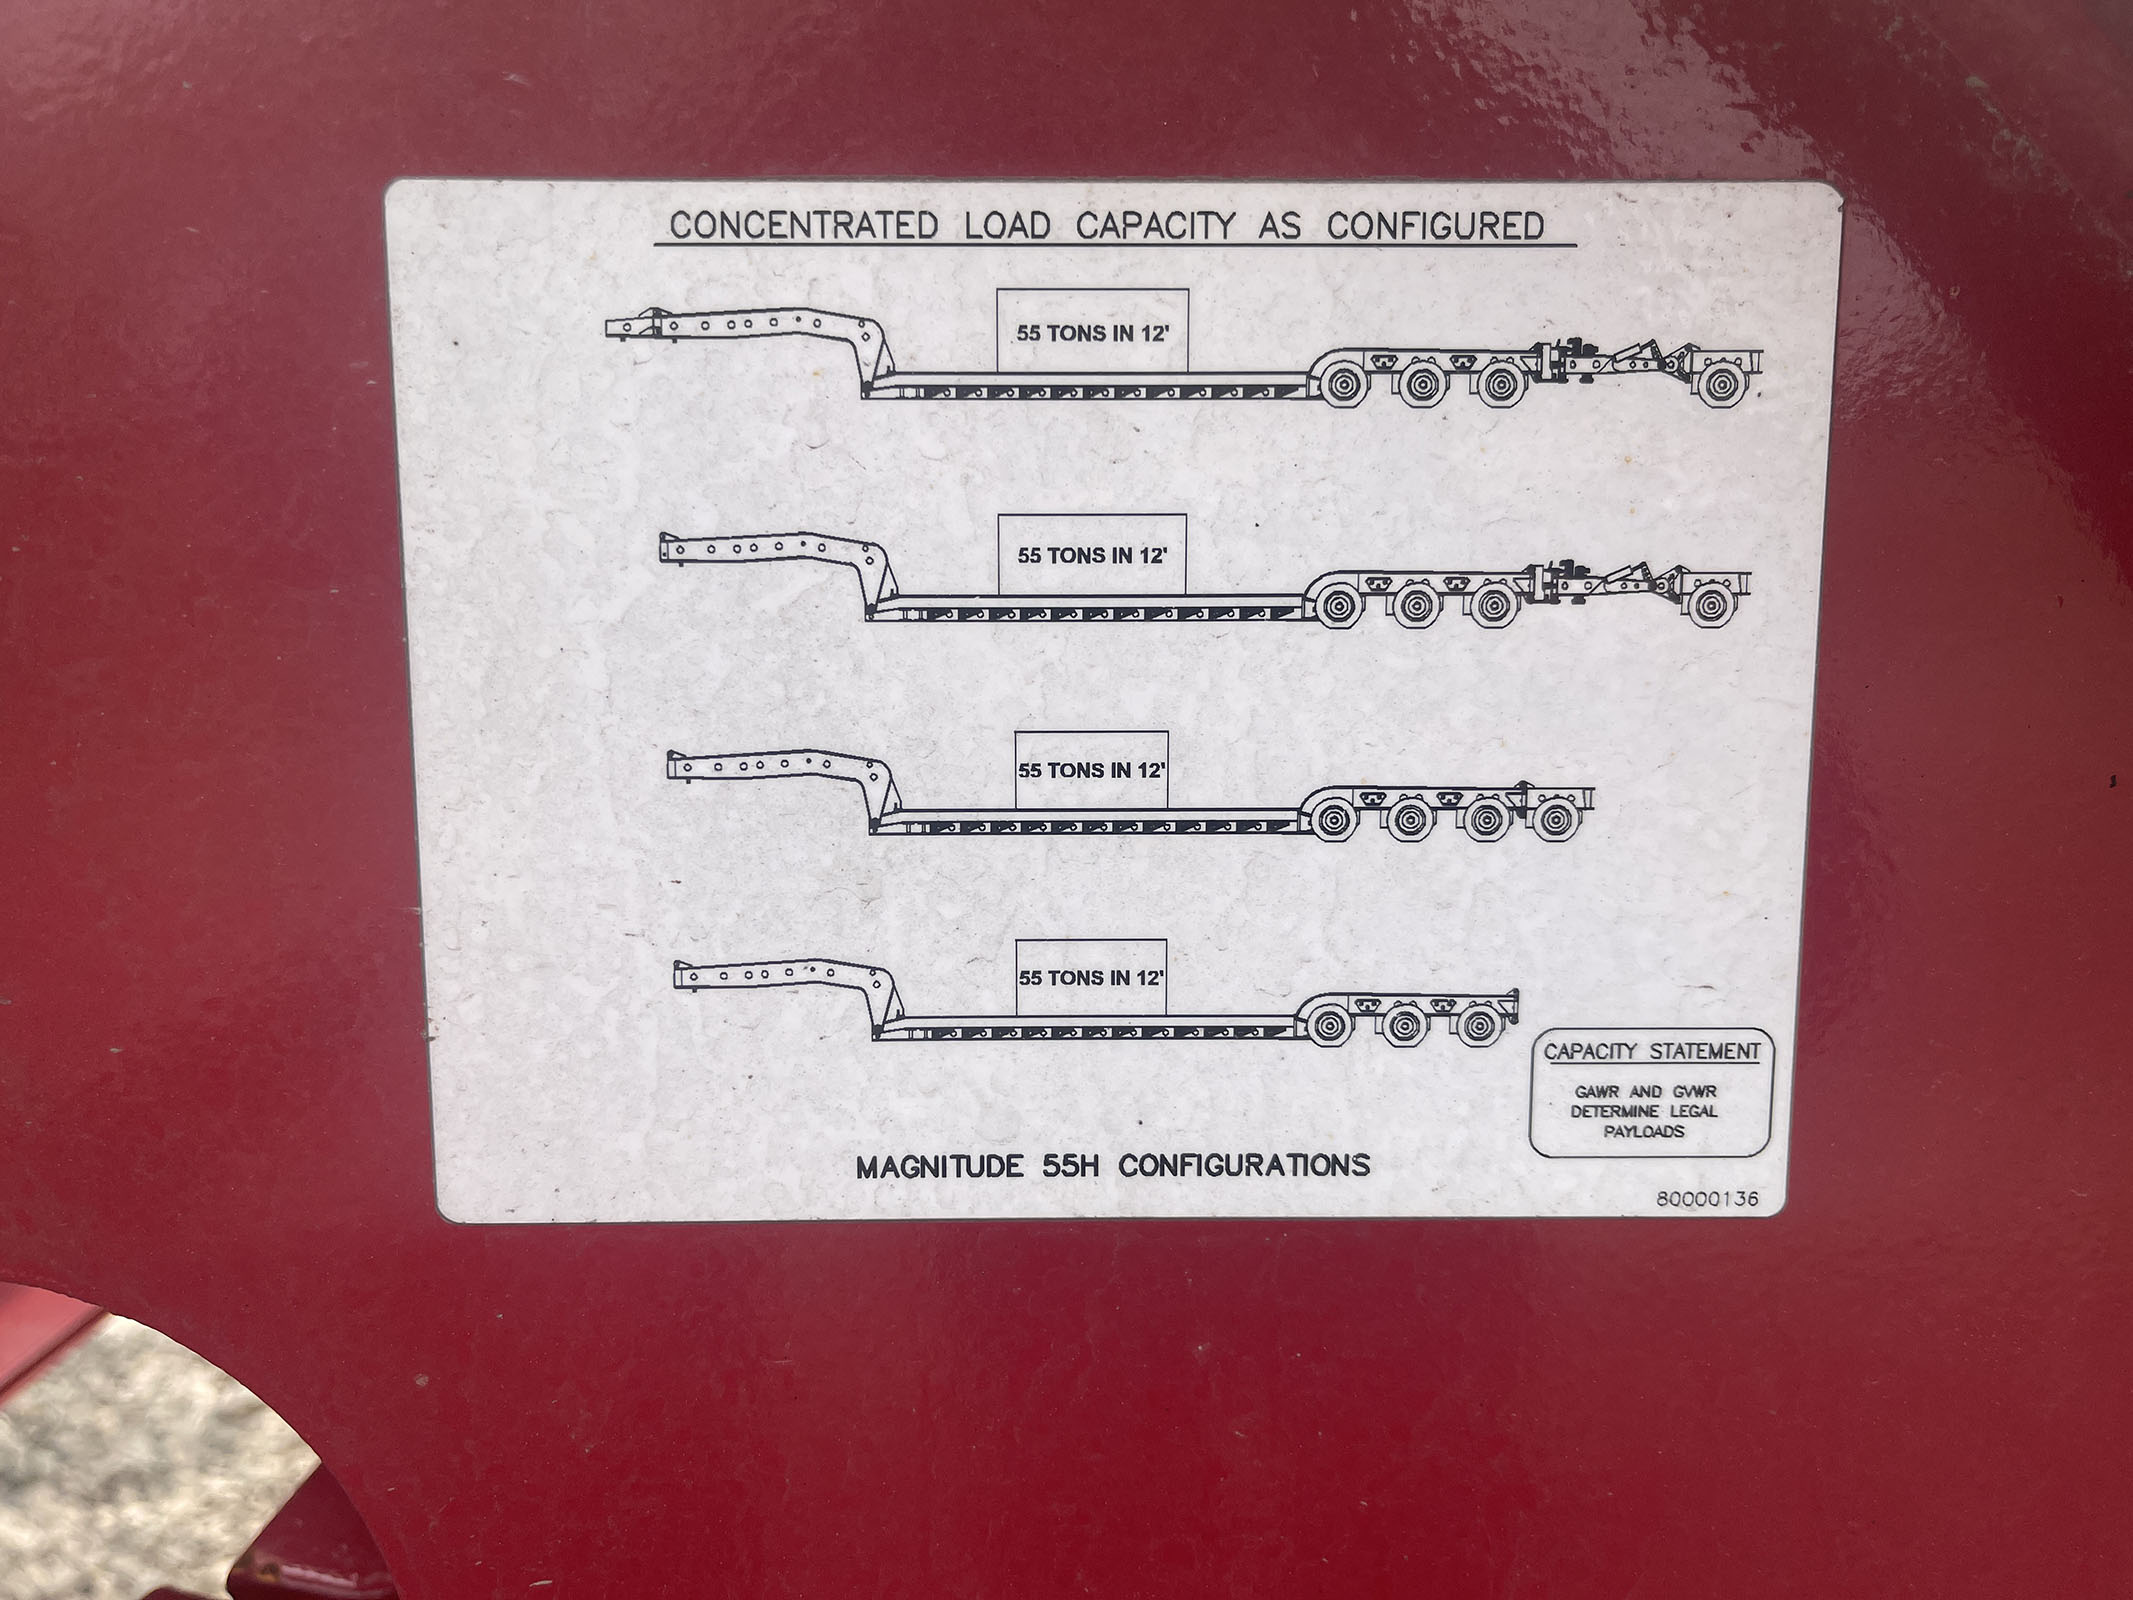 CONCENTRATED LOAD CAPACITY AS CONFIGURED
55 TONS IN 12'
55 TONS IN 12'
55 TONS IN 12'
55 TONS IN 12'
CAPACITY STATEMENT
GAWR AND GVWR
DETERMINE LEGAL
PAYLOADS
MAGNITUDE 55H CONFIGURATIONS
80000136